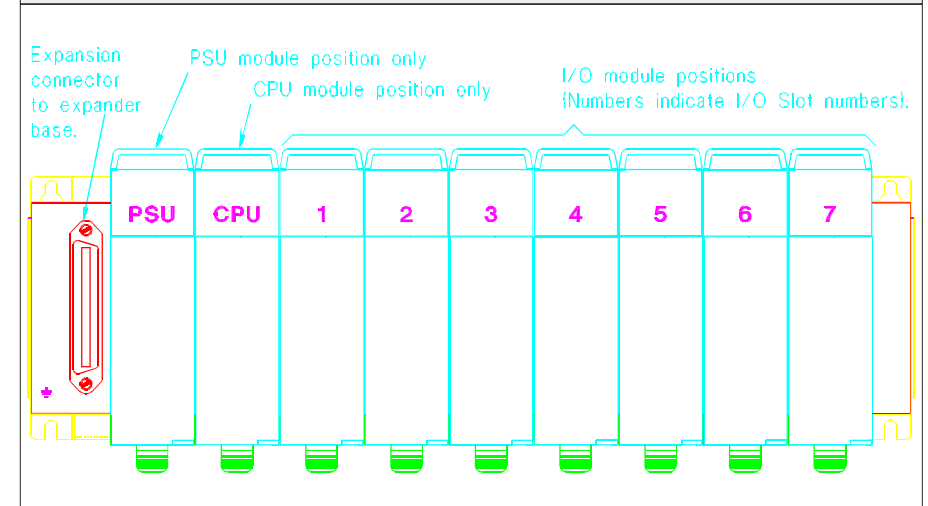 Expansion
connector
to expander
base.
PSU module position only
CPU module position only
I/O module positions
(Numbers indicate I/O Slot numbers).
PSU CPU 1 2 3 4 5 6 7